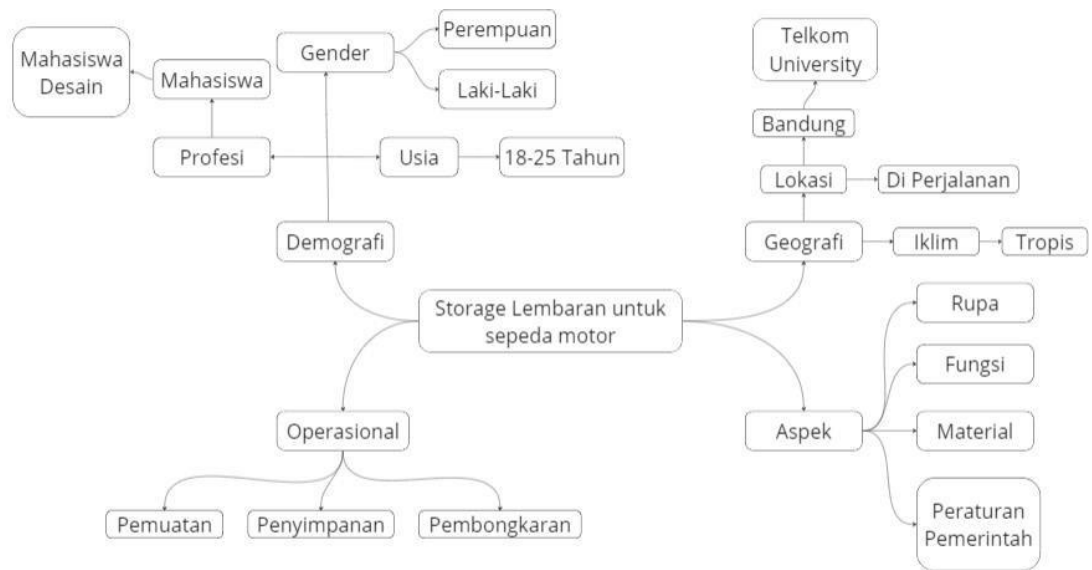 Mahasiswa
Desain
Mahasiswa
Profesi
Gender
Perempuan
Laki-Laki
Usia
18-25 Tahun
Demografi
Telkom
University
Bandung
Lokasi
Di Perjalanan
Geografi
Iklim
Tropis
Storage Lembaran untuk
sepeda motor
Operasional
Pemuatan
Penyimpanan
Pembongkaran
Aspek
Rupa
Fungsi
Material
Peraturan
Pemerintah